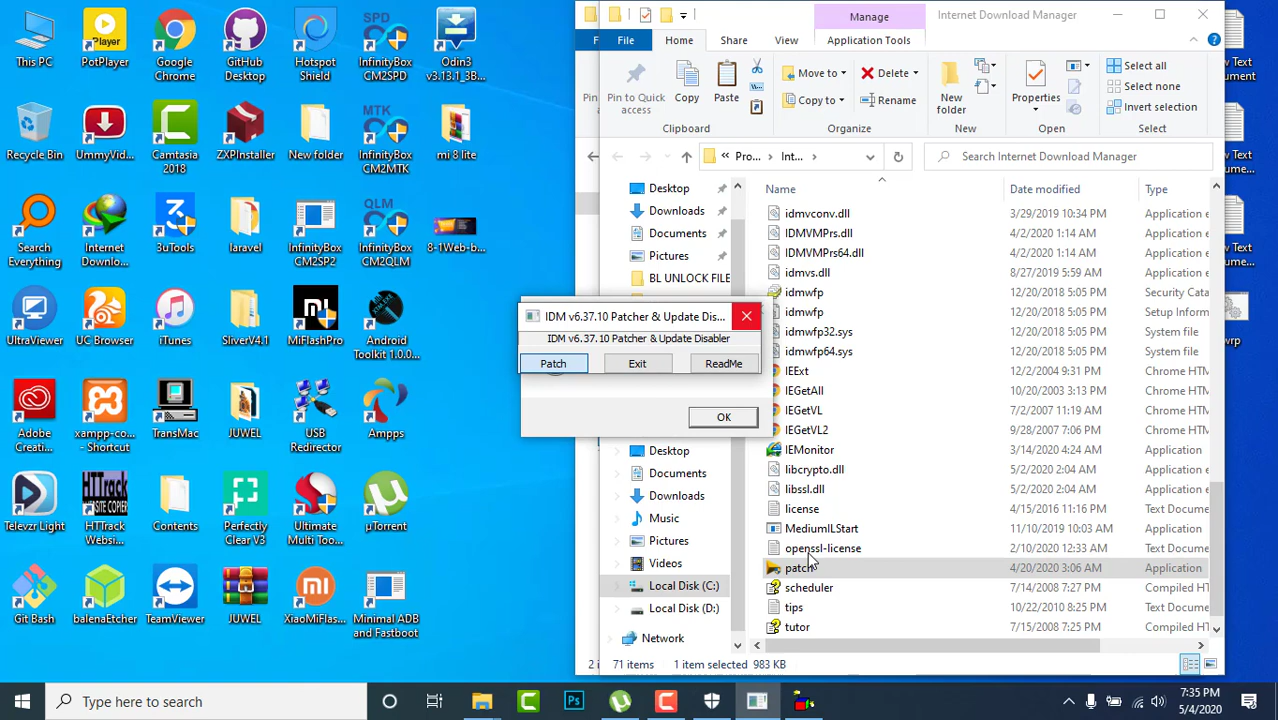 This PC
PotPlayer
Google
Chrome
GitHub
Desktop
Hotspot
Shield
SPD
InfinityBox
CM2SPD
Odin3
v3.13.1_3B...
Recycle Bin
UmmyVid...
Camtasia
2018
ZXPInstaller
New folder
MTK
InfinityBox
CM2MTK
mi 8 lite
Search
Everything
Internet
Downlo...
3uTools
laravel
InfinityBox
CM2SP2
QLM
InfinityBox
CM2QLM
8-1Web-b...
UltraViewer
UC Browser
iTunes
SliverV4.1
MiFlashPro
Android
Toolkit 1.0.0...
Adobe
Creati...
xampp-co...
- Shortcut
TransMac
JUWEL
USB
Redirector
Ampps
Televzr Light
HTTrack
WEBSITE COPIER
HTTrack
Websi...
Contents
Perfectly
Clear V3
Ultimate
Multi Too...
µTorrent
Git Bash
balenaEtcher
TeamViewer
JUWEL
XiaoMiFlas...
Minimal ADB
and Fastboot
Manage
Internet Download Manager
File
Home
Share
View
Application Tools
Pin to Quick
access
Copy
Paste
Move to
Copy to
Delete
Rename
New
folder
Properties
Select all
Select none
Invert selection
Clipboard
Organize
New
Open
Select
« Pro... › Int... ›
Search Internet Download Manager
Desktop
Downloads
Documents
Pictures
BL UNLOCK FILE
Desktop
Documents
Downloads
Music
Pictures
Videos
Local Disk (C:)
Local Disk (D:)
Network
Name
Date modified
Type
IDMVMPrs.dll 4/2/2020 1:14 AM Application
IDMVMPrs64.dll 4/2/2020 1:14 AM Application
idmvs.dll 8/27/2019 5:59 AM Application
idmwfp 12/20/2018 5:05 PM Security Cata
idmwfp 12/20/2018 5:05 PM Setup Inform
idmwfp32.sys 12/20/2018 5:05 PM System file
idmwfp64.sys 12/20/2018 5:05 PM System file
IEExt 12/2/2004 9:31 PM Chrome HTM
IEGetAll 10/20/2003 3:13 PM Chrome HTM
IEGetVL 7/2/2007 11:19 AM Chrome HTM
IEGetVL2 9/28/2007 7:06 PM Chrome HTM
IEMonitor 3/14/2020 4:24 PM Application
libcrypto.dll 5/2/2020 2:04 AM Application
libssl.dll 5/2/2020 2:04 AM Application
license 4/15/2016 11:16 PM Text Docume
MediumILStart 11/10/2019 10:03 AM Application
openssl-license 2/10/2020 12:33 AM Text Docume
patch 4/20/2020 3:06 AM Application
scheduler 7/14/2008 7:27 PM Compiled HT
tips 10/22/2010 8:25 PM Text Docume
tutor 7/15/2008 7:25 PM Compiled HT
71 items
1 item selected 983 KB
IDM v6.37.10 Patcher & Update Dis...
IDM v6.37.10 Patcher & Update Disabler
Patch
Exit
ReadMe
OK
Type here to search
7:35 PM
5/4/2020